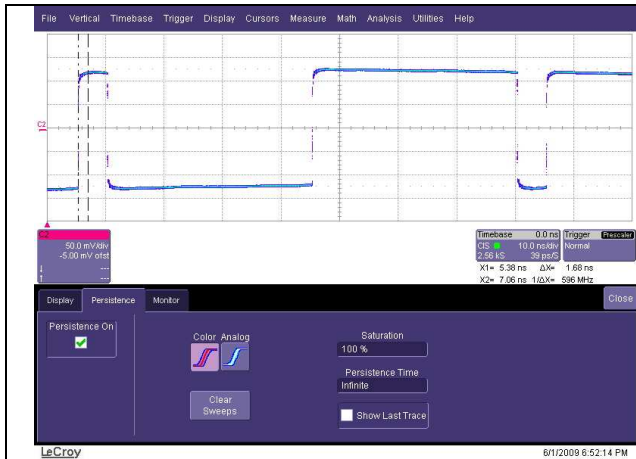 File Vertical Timebase Trigger Display Cursors Measure Math Analysis Utilities Help
C2
C2
50.0 mV/div
-5.00 mV ofst
Timebase 0.0 ns
CIS 10.0 ns/div
2.56 kS 39 ps/S
Trigger Prescaler
Normal
X1= 5.38 ns ΔX= 1.68 ns
X2= 7.06 ns 1/ΔX= 596 MHz
Display Persistence Monitor Close
Persistence On
Color Analog
Clear
Sweeps
Saturation
100 %
Persistence Time
Infinite
Show Last Trace
LeCroy 6/1/2009 6:52:14 PM